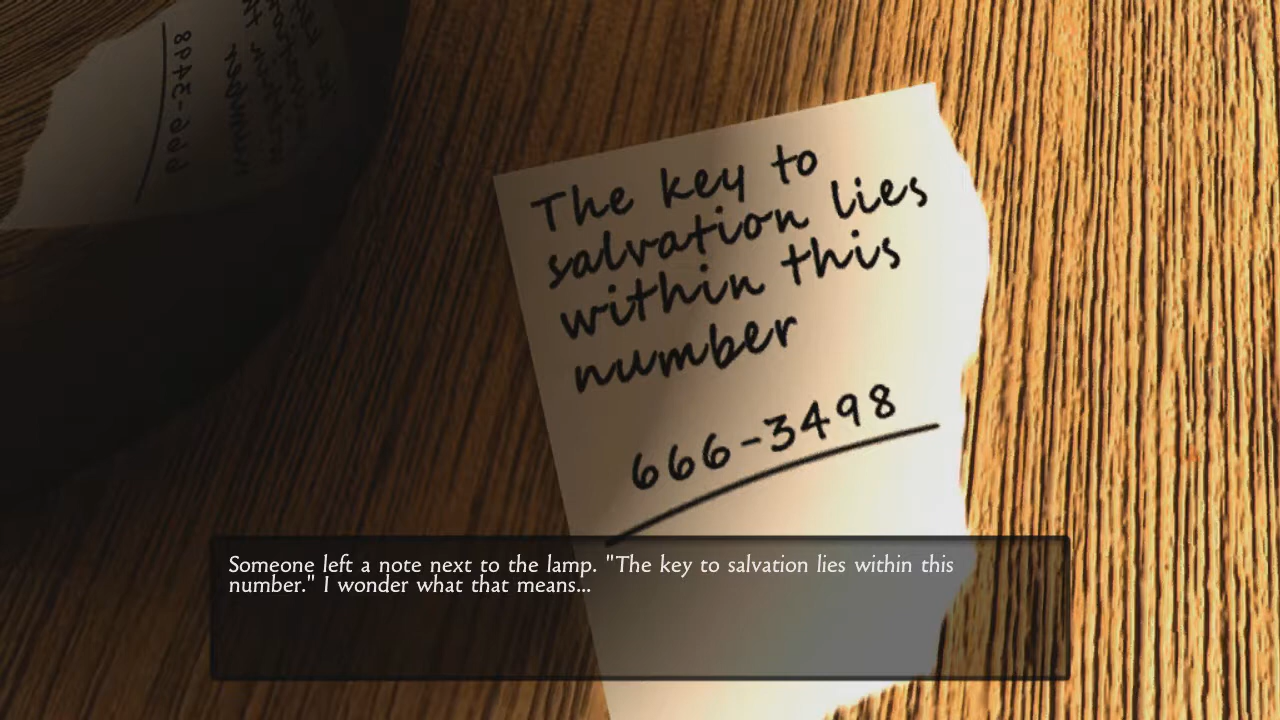 The key to
salvation lies
within this
number
666-3498
Someone left a note next to the lamp. "The key to salvation lies within this
number." I wonder what that means...